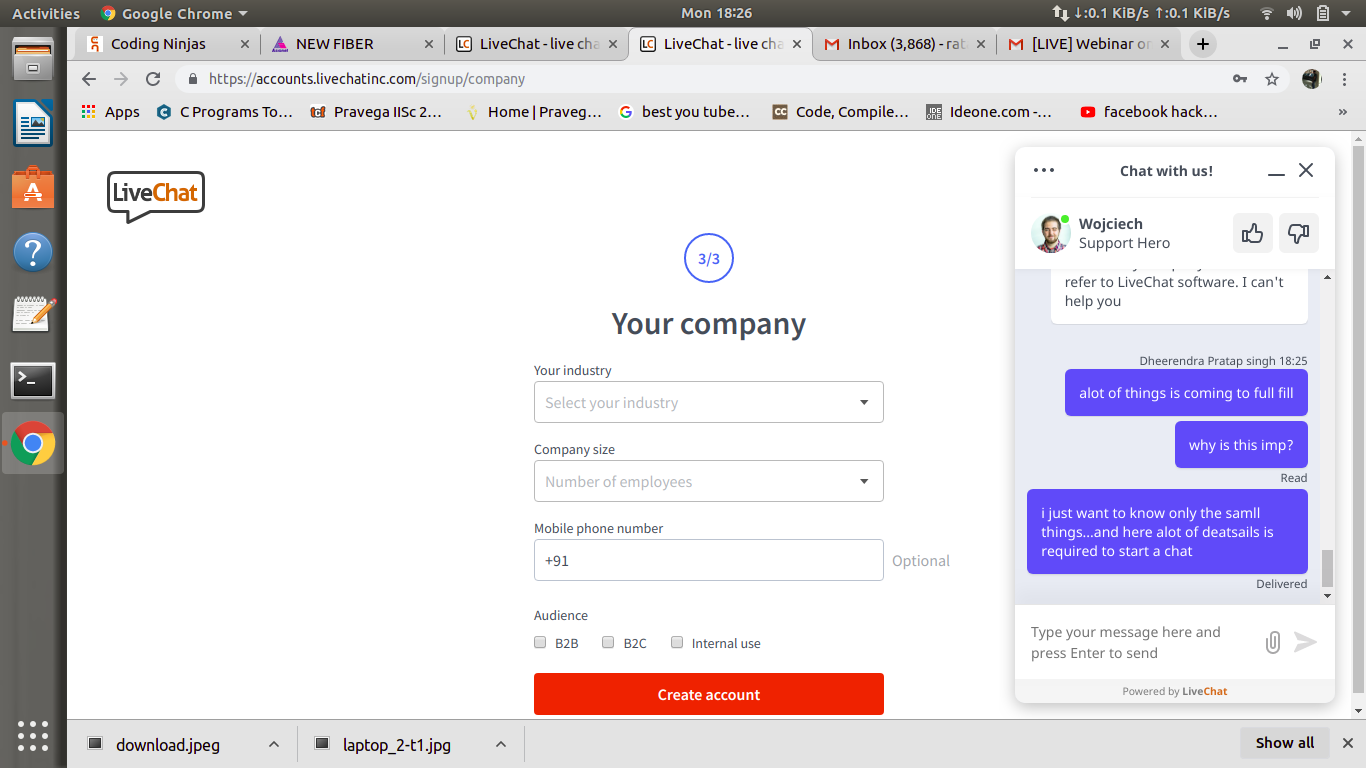 Activities
Google Chrome
Mon 18:26
↓:0.1 KiB/s ↑:0.1 KiB/s
Coding Ninjas
NEW FIBER
LiveChat - live cha
LiveChat - live cha
Inbox (3,868) - rat
[LIVE] Webinar on
https://accounts.livechatinc.com/signup/company
Apps
C Programs To...
Pravega IISc 2...
Home | Praveg...
best you tube...
Code, Compile...
Ideone.com -...
facebook hack...
LiveChat
3/3
Your company
Your industry
Select your industry
Company size
Number of employees
Mobile phone number
+91
Optional
Audience
B2B
B2C
Internal use
Create account
Chat with us!
Wojciech
Support Hero
refer to LiveChat software. I can't
help you
Dheerendra Pratap singh 18:25
alot of things is coming to full fill
why is this imp?
Read
i just want to know only the samll
things...and here alot of deatsails is
required to start a chat
Delivered
Type your message here and
press Enter to send
Powered by LiveChat
download.jpeg
laptop_2-t1.jpg
Show all